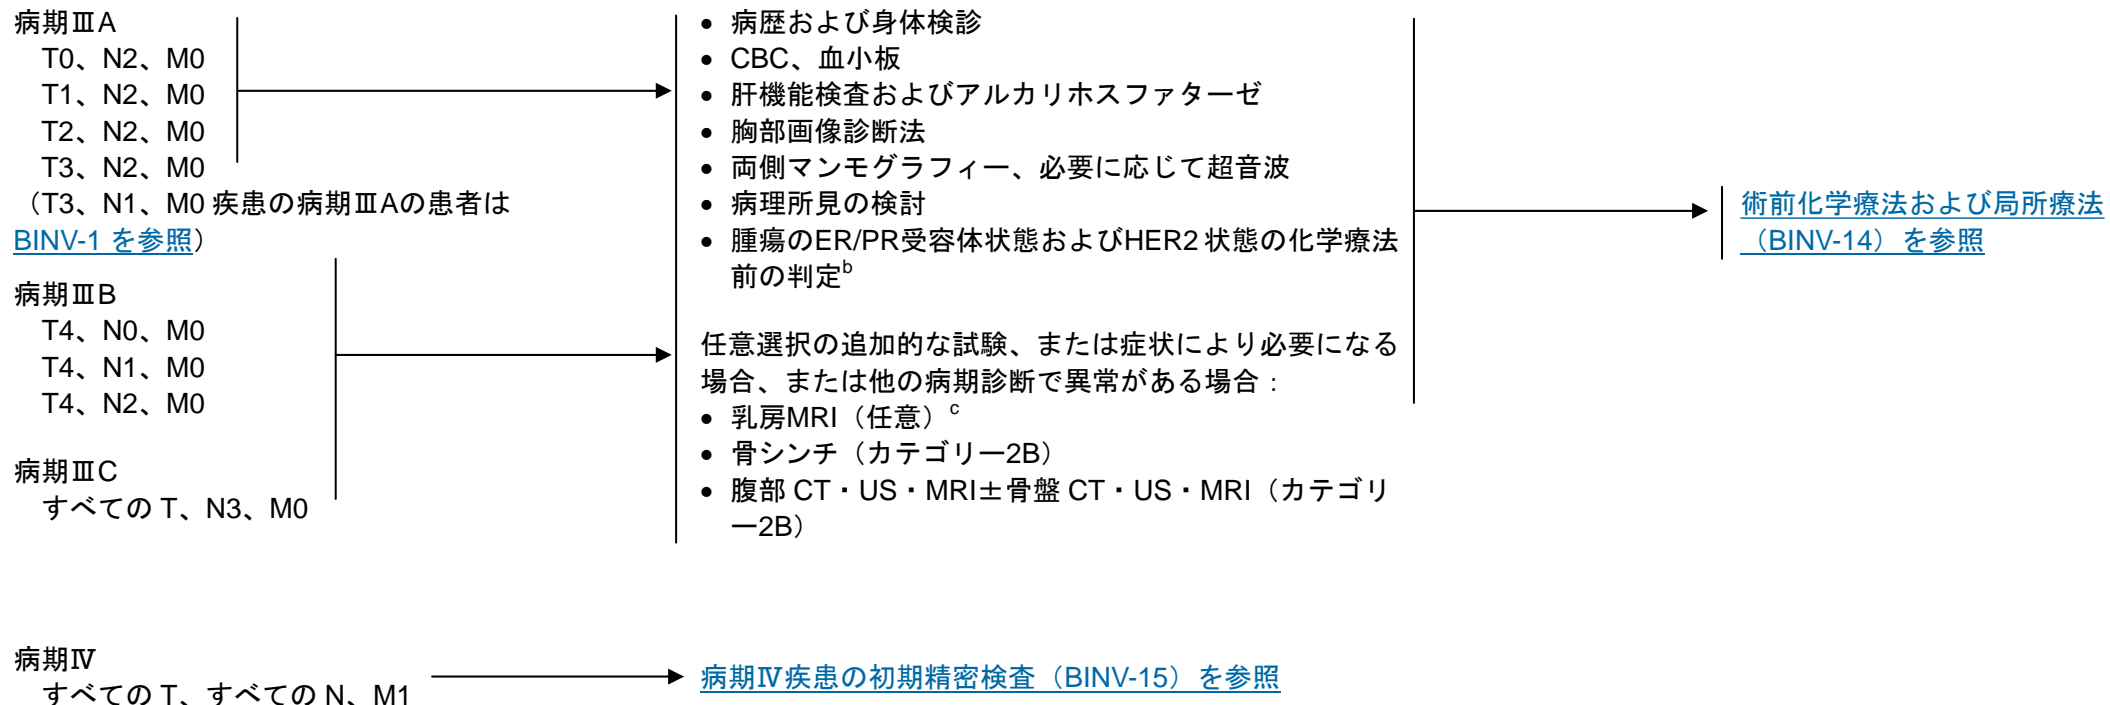 病期ⅢA
T0、N2、M0
T1、N2、M0
T2、N2、M0
T3、N2、M0
（T3、N1、M0 疾患の病期ⅢAの患者は
BINV-1 を参照）
病期ⅢB
T4、N0、M0
T4、N1、M0
T4、N2、M0
病期ⅢC
すべての T、N3、M0
• 病歴および身体検診
• CBC、血小板
• 肝機能検査およびアルカリホスファターゼ
• 胸部画像診断法
• 両側マンモグラフィー、必要に応じて超音波
• 病理所見の検討
• 腫瘍のER/PR受容体状態およびHER2 状態の化学療法
前の判定b
任意選択の追加的な試験、または症状により必要になる
場合、または他の病期診断で異常がある場合：
• 乳房MRI（任意）c
• 骨シンチ（カテゴリー2B）
• 腹部 CT・US・MRI±骨盤 CT・US・MRI（カテゴリ
ー2B）
術前化学療法および局所療法
（BINV-14）を参照
病期Ⅳ
すべての T、すべての N、M1
病期Ⅳ疾患の初期精密検査（BINV-15）を参照